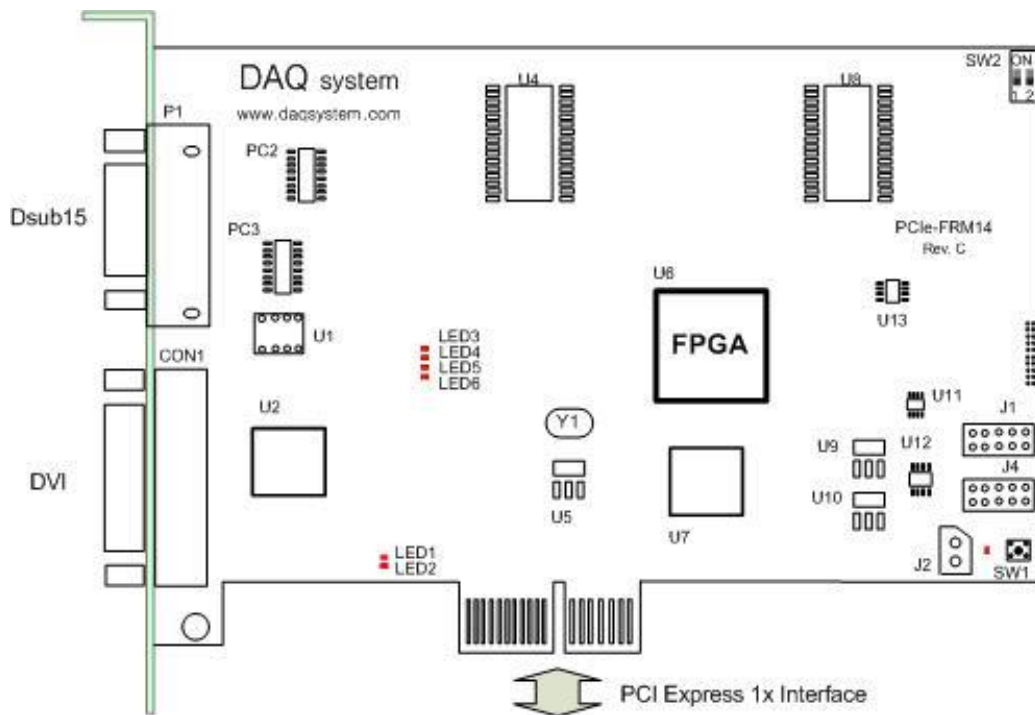 DAQ system
www.daqsystem.com
SW2
ON
1 2
U4
U8
P1
PC2
Dsub15
PC3
PCIe-FRM14
Rev. C
U6
FPGA
U13
U1
LED3
LED4
LED5
LED6
CON1
U2
U11
J1
Y1
U9
U12
J4
DVI
U10
U5
U7
LED1
LED2
J2
SW1
PCI Express 1x Interface